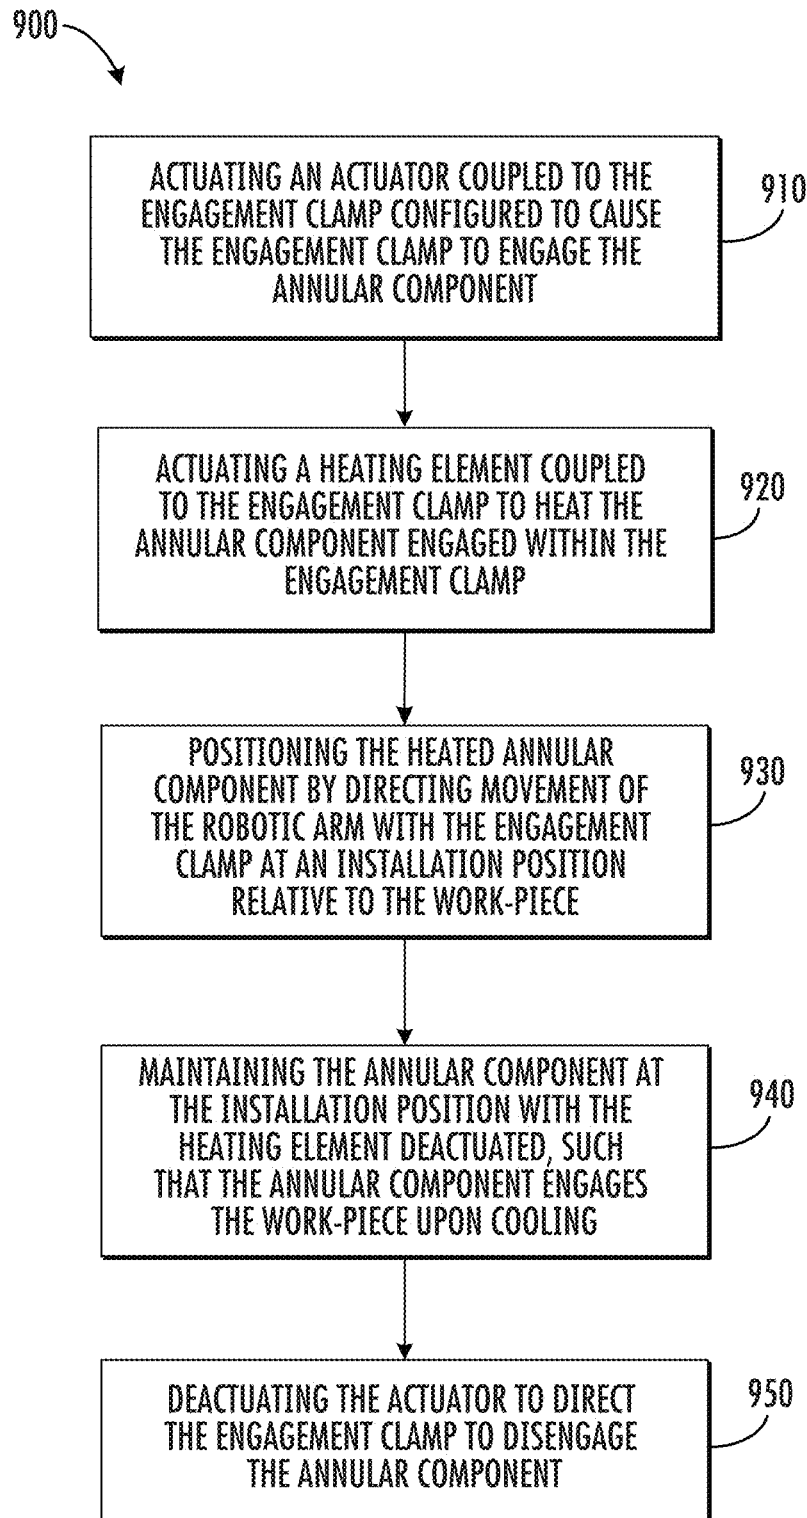 900
ACTUATING AN ACTUATOR COUPLED TO THE
ENGAGEMENT CLAMP CONFIGURED TO CAUSE
THE ENGAGEMENT CLAMP TO ENGAGE THE
ANNULAR COMPONENT
910
ACTUATING A HEATING ELEMENT COUPLED
TO THE ENGAGEMENT CLAMP TO HEAT THE
ANNULAR COMPONENT ENGAGED WITHIN THE
ENGAGEMENT CLAMP
920
POSITIONING THE HEATED ANNULAR
COMPONENT BY DIRECTING MOVEMENT OF
THE ROBOTIC ARM WITH THE ENGAGEMENT
CLAMP AT AN INSTALLATION POSITION
RELATIVE TO THE WORK-PIECE
930
MAINTAINING THE ANNULAR COMPONENT AT
THE INSTALLATION POSITION WITH THE
HEATING ELEMENT DEACTUATED, SUCH
THAT THE ANNULAR COMPONENT ENGAGES
THE WORK-PIECE UPON COOLING
940
DEACTUATING THE ACTUATOR TO DIRECT
THE ENGAGEMENT CLAMP TO DISENGAGE
THE ANNULAR COMPONENT
950